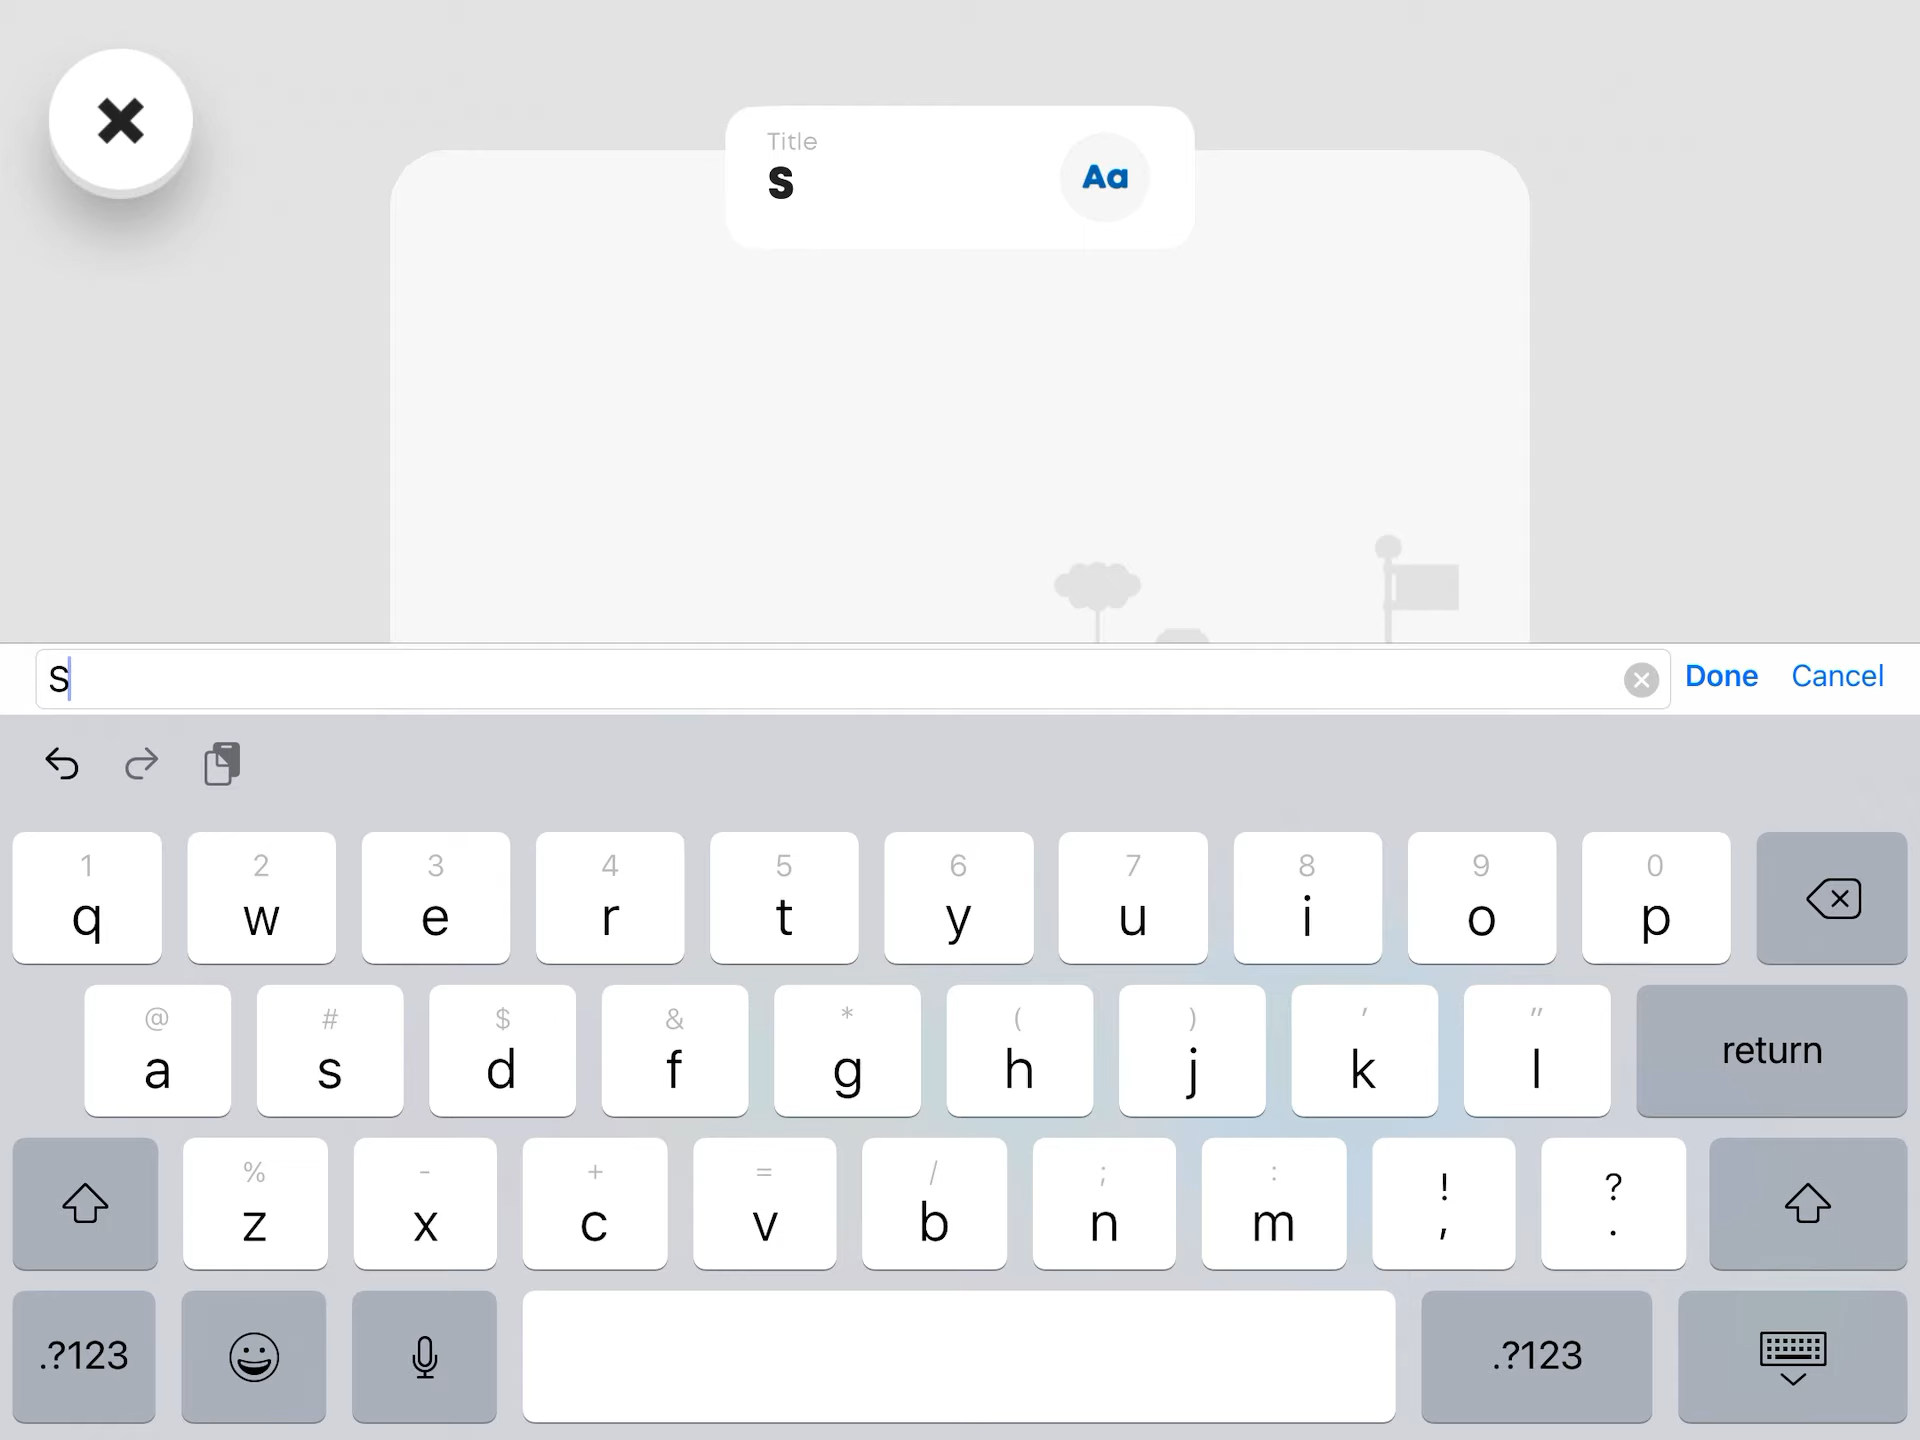 Title
S
Aa
S
Done Cancel
1 2 3 4 5 6 7 8 9 0
q w e r t y u i o p
@ # $ & * ( ) ' "
a s d f g h j k l return
% - + = / ; : ! ?
z x c v b n m , .
.?123 .?123